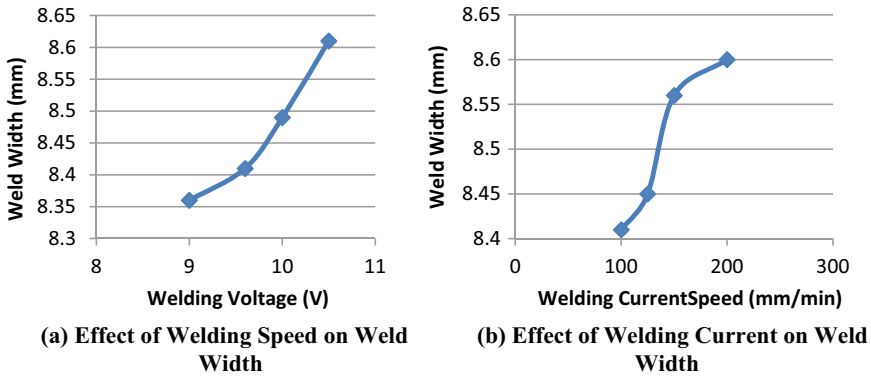 8.65
8.6
8.55
8.5
8.45
8.4
8.35
8.3
Weld Width (mm)
8 9 10 11
Welding Voltage (V)
(a) Effect of Welding Speed on Weld
Width
8.65
8.6
8.55
8.5
8.45
8.4
Weld Width (mm)
0 100 200 300
Welding CurrentSpeed (mm/min)
(b) Effect of Welding Current on Weld
Width